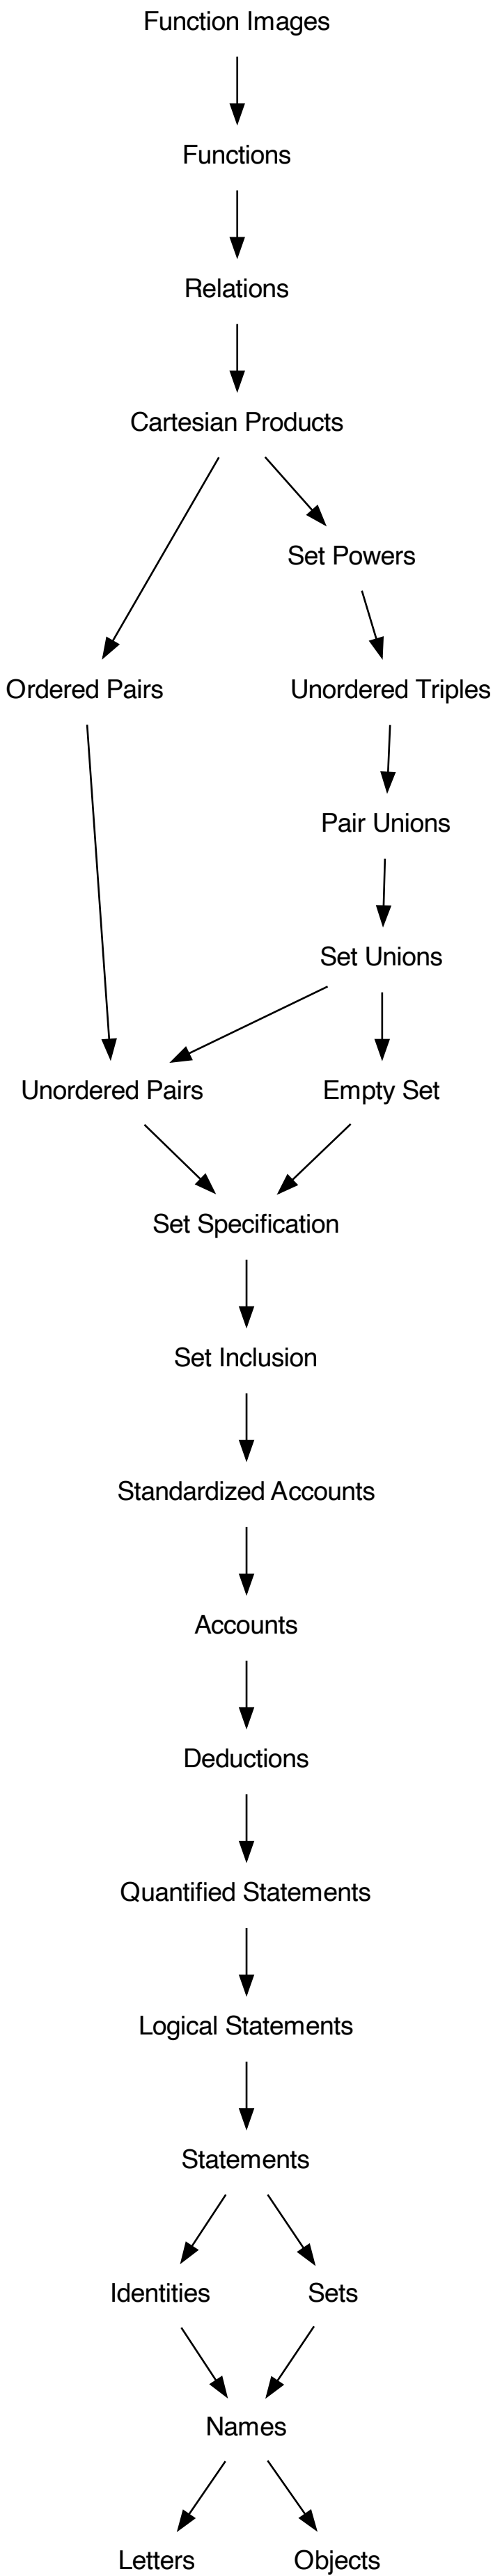 Function Images
Functions
Relations
Cartesian Products
Set Powers
Ordered Pairs
Unordered Triples
Pair Unions
Set Unions
Unordered Pairs
Empty Set
Set Specification
Set Inclusion
Standardized Accounts
Accounts
Deductions
Quantified Statements
Logical Statements
Statements
Identities
Sets
Names
Letters
Objects